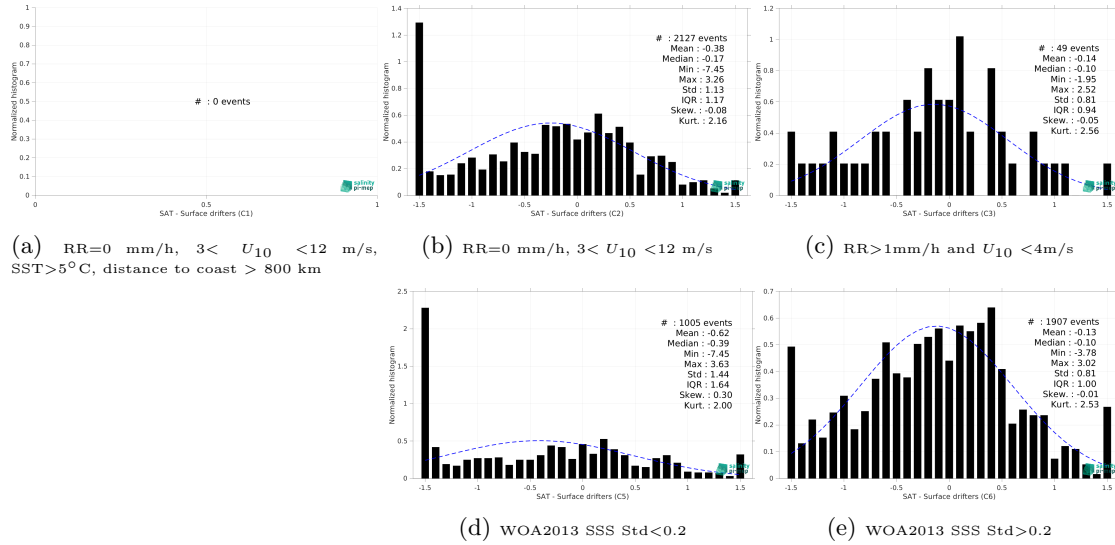 1
0.9
0.8
0.7
0.6
0.5
0.4
0.3
0.2
0.1
0
Normalized histogram
# : 0 events
salinity
pi-mep
0
0.5
1
SAT - Surface drifters (C1)
(a) RR=0 mm/h, 3< U10 <12 m/s,
SST>5°C, distance to coast > 800 km
1.4
1.2
1
0.8
0.6
0.4
0.2
0
Normalized histogram
# : 2127 events
Mean : -0.38
Median : -0.17
Min : -7.45
Max : 3.26
Std : 1.13
IQR : 1.17
Skew. : -0.08
Kurt. : 2.16
salinity
pi-mep
-1.5
-1
-0.5
0
0.5
1
1.5
SAT - Surface drifters (C2)
(b) RR=0 mm/h, 3< U10 <12 m/s
1.2
1
0.8
0.6
0.4
0.2
0
Normalized histogram
# : 49 events
Mean : -0.14
Median : -0.10
Min : -1.95
Max : 2.52
Std : 0.81
IQR : 0.94
Skew. : -0.05
Kurt. : 2.56
salinity
pi-mep
-1.5
-1
-0.5
0
0.5
1
1.5
SAT - Surface drifters (C3)
(c) RR>1mm/h and U10 <4m/s
2.5
2
1.5
1
0.5
0
Normalized histogram
# : 1005 events
Mean : -0.62
Median : -0.39
Min : -7.45
Max : 3.63
Std : 1.44
IQR : 1.64
Skew. : 0.30
Kurt. : 2.00
salinity
pi-mep
-1.5
-1
-0.5
0
0.5
1
1.5
SAT - Surface drifters (C5)
(d) WOA2013 SSS Std<0.2
0.7
0.6
0.5
0.4
0.3
0.2
0.1
0
Normalized histogram
# : 1907 events
Mean : -0.13
Median : -0.10
Min : -3.78
Max : 3.02
Std : 0.81
IQR : 1.00
Skew. : -0.01
Kurt. : 2.53
salinity
pi-mep
-1.5
-1
-0.5
0
0.5
1
1.5
SAT - Surface drifters (C6)
(e) WOA2013 SSS Std>0.2